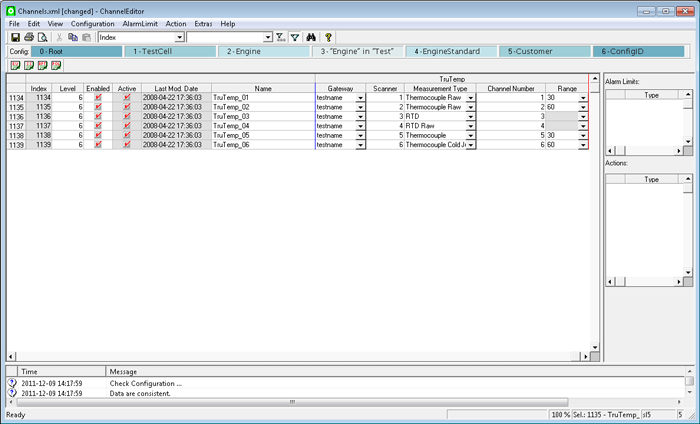 Channels.xml [changed] - ChannelEditor
File Edit View Configuration AlarmLimit Action Extras Help
Index
Config: 0 - Root 1 - TestCell 2 - Engine 3 - "Engine" in "Test" 4 - EngineStandard 5 - Customer 6 - ConfigID
TruTemp
Index Level Enabled Active Last Mod. Date Name Gateway Scanner Measurement Type Channel Number Range
1134 1134 6 2008-04-22 17:36:03 TruTemp_01 testname 1 Thermocouple Raw 1 30
1135 1135 6 2008-04-22 17:36:03 TruTemp_02 testname 2 Thermocouple Raw 2 60
1136 1136 6 2008-04-22 17:36:03 TruTemp_03 testname 3 RTD 3
1137 1137 6 2008-04-22 17:36:03 TruTemp_04 testname 4 RTD Raw 4
1138 1138 6 2008-04-22 17:36:03 TruTemp_05 testname 5 Thermocouple 5 30
1139 1139 6 2008-04-22 17:36:03 TruTemp_06 testname 6 Thermocouple Cold 6 60
Alarm Limits:
Type
Actions:
Type
Time Message
2011-12-09 14:17:59 Check Configuration ...
2011-12-09 14:17:59 Data are consistent.
Ready 100 % Sel.: 1135 - TruTemp_ sl5 5